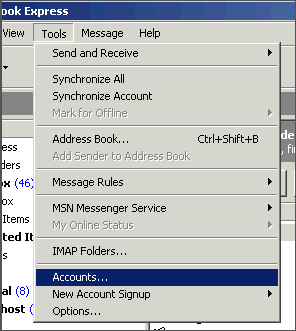 ook Express
View Tools Message Help
Send and Receive
Synchronize All
Synchronize Account
Mark for Offline
Address Book... Ctrl+Shift+B
Add Sender to Address Book
Message Rules
MSN Messenger Service
My Online Status
IMAP Folders...
Accounts...
New Account Signup
Options...
ess
ders
ox (46)
ox
Items
ted It
s
al (8)
host (
de
, fin